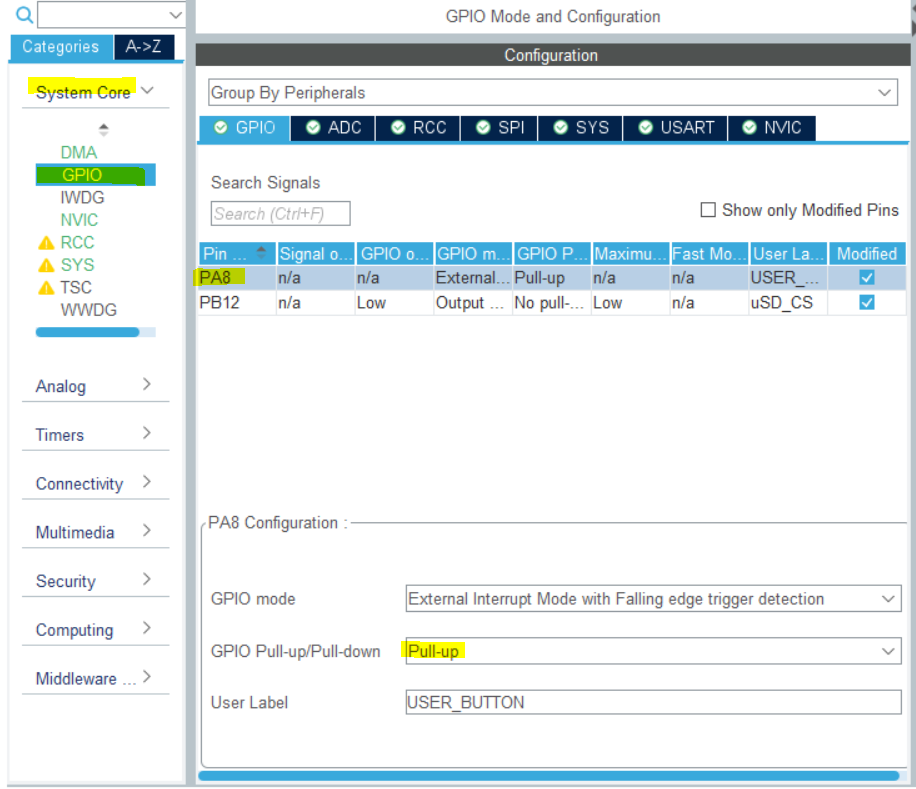 GPIO Mode and Configuration
Categories A->Z
Configuration
System Core
Group By Peripherals
GPIO ADC RCC SPI SYS USART NVIC
DMA
GPIO
IWDG
NVIC
RCC
SYS
TSC
WWDG
Search Signals
Search (Ctrl+F)
Show only Modified Pins
Pin ... Signal o... GPIO o... GPIO m... GPIO P... Maximu... Fast Mo... User La... Modified
PA8 n/a n/a External... Pull-up n/a n/a USER_...
PB12 n/a Low Output ... No pull-... Low n/a uSD_CS
Analog
Timers
Connectivity
Multimedia
Security
Computing
Middleware ...
PA8 Configuration :
GPIO mode External Interrupt Mode with Falling edge trigger detection
GPIO Pull-up/Pull-down Pull-up
User Label USER_BUTTON